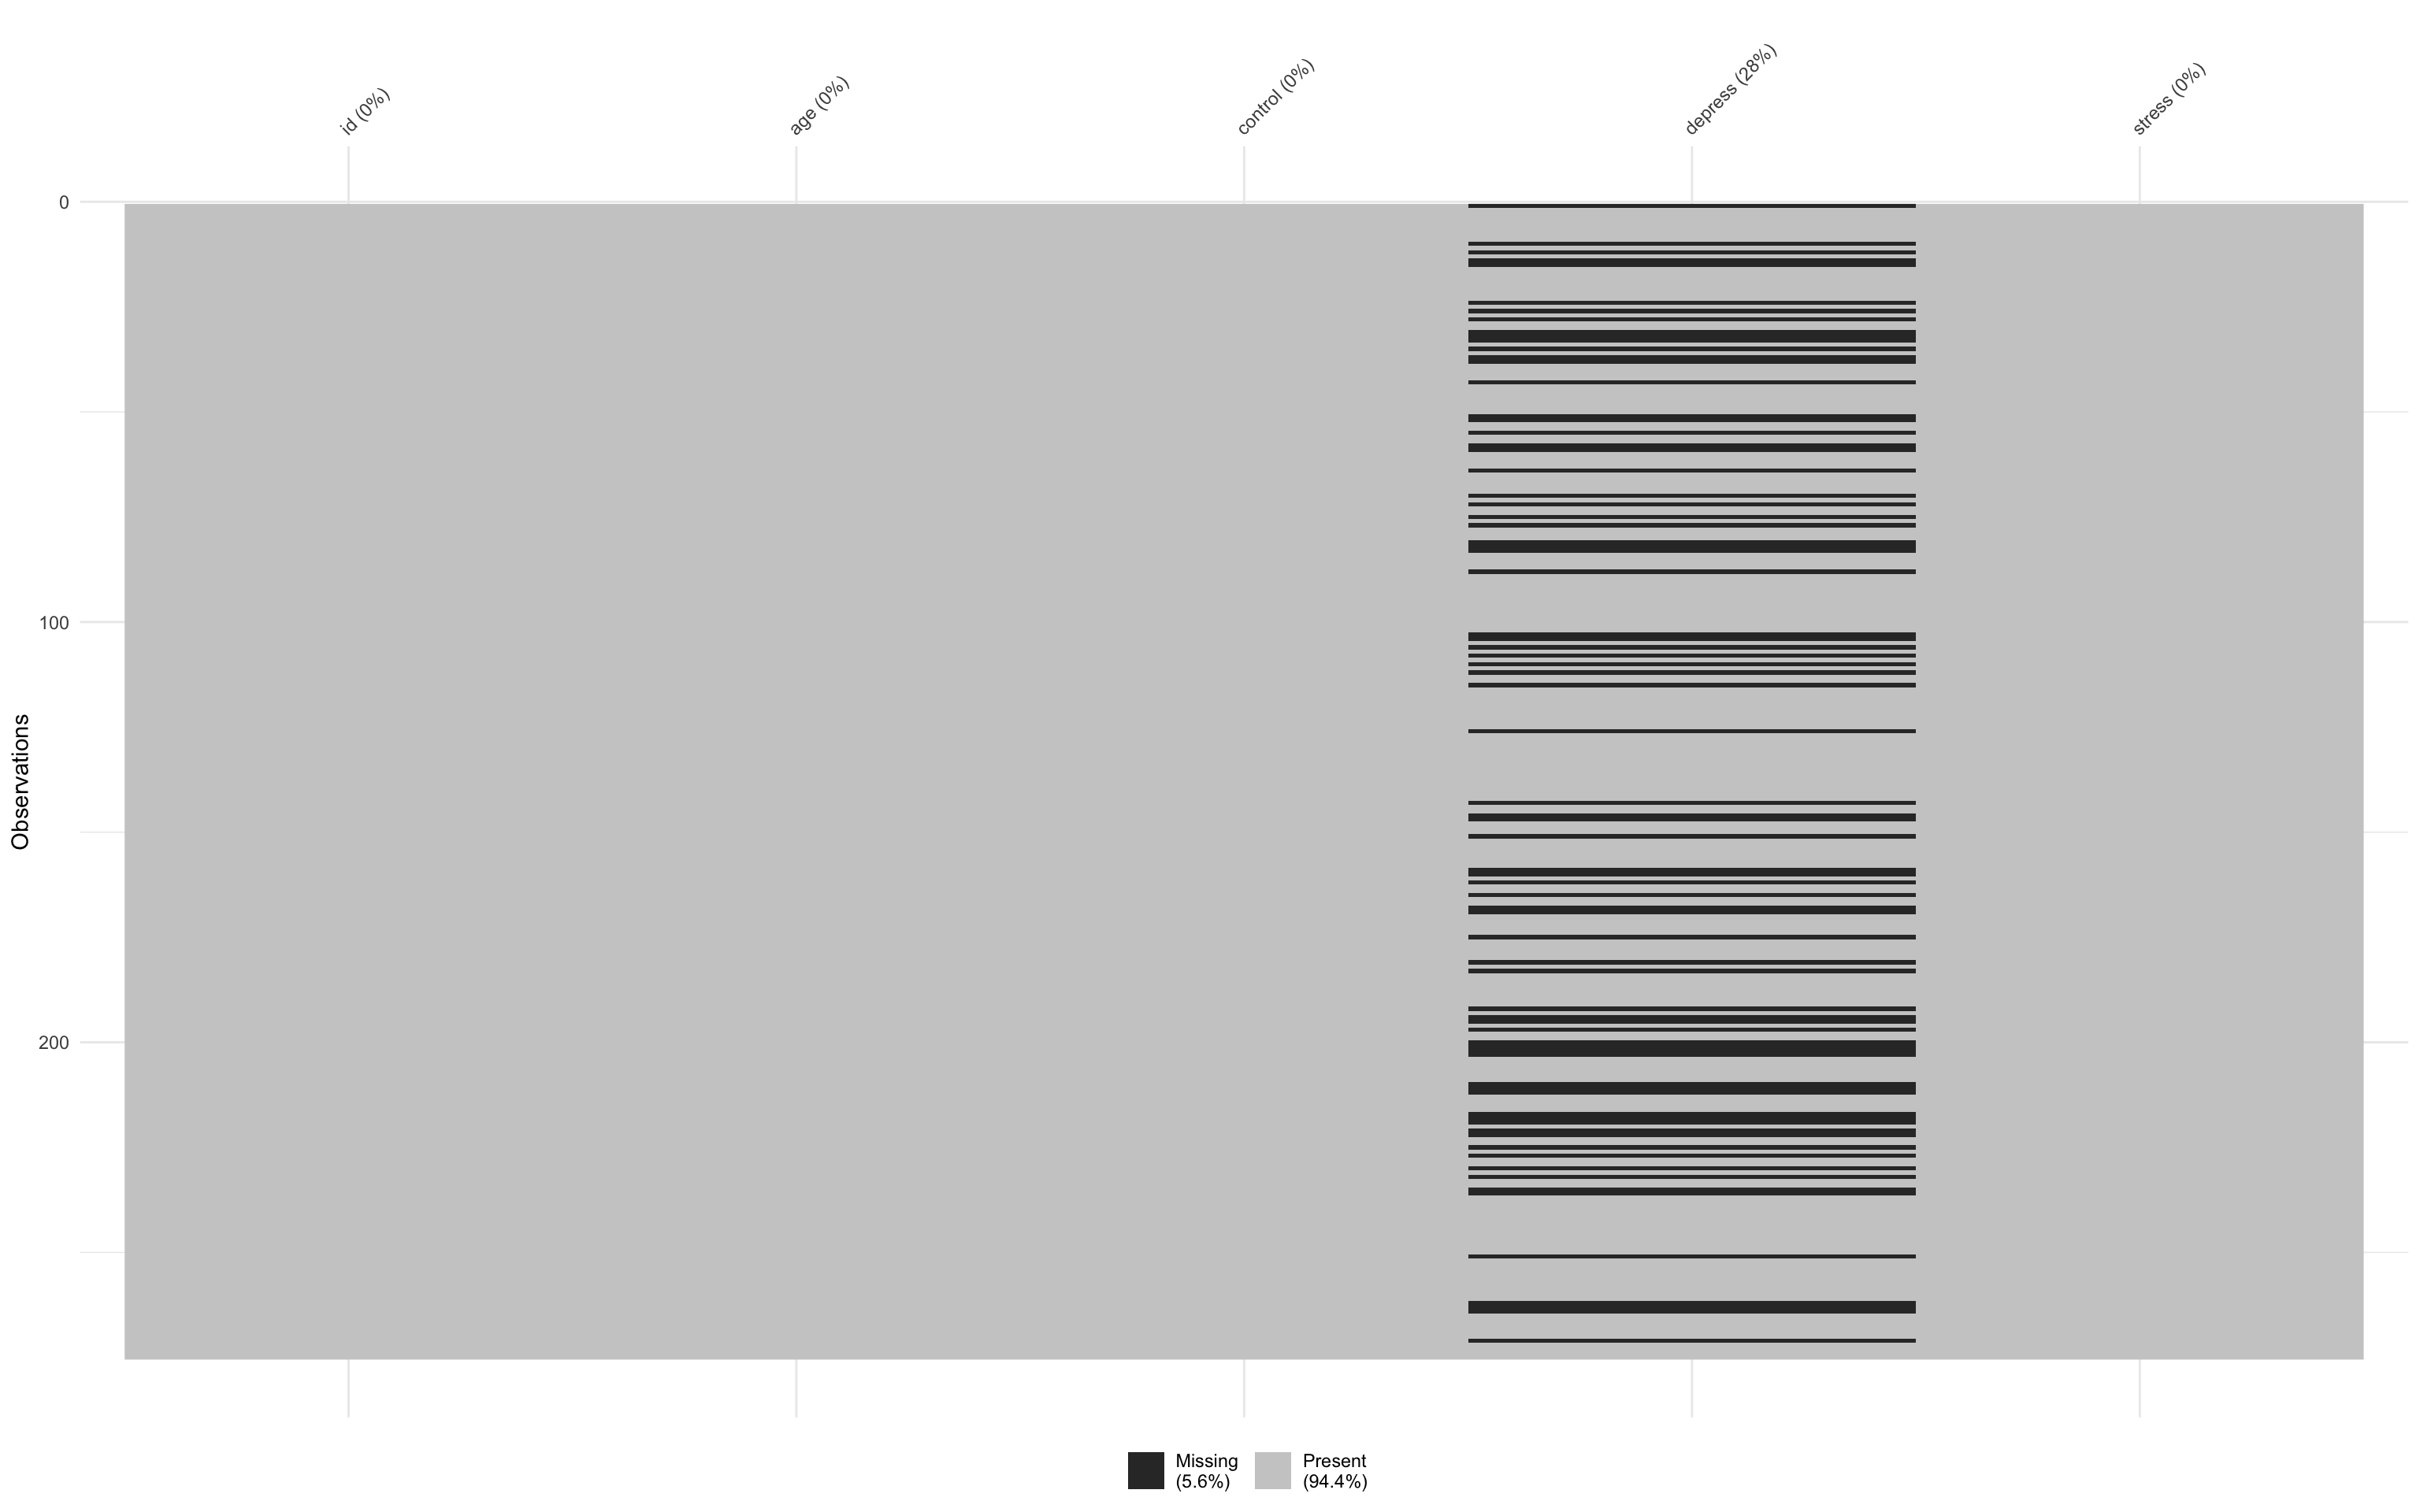 id (0%)
age (0%)
control (0%)
depress (28%)
stress (0%)
0
100
200
Observations
Missing
(5.6%)
Present
(94.4%)